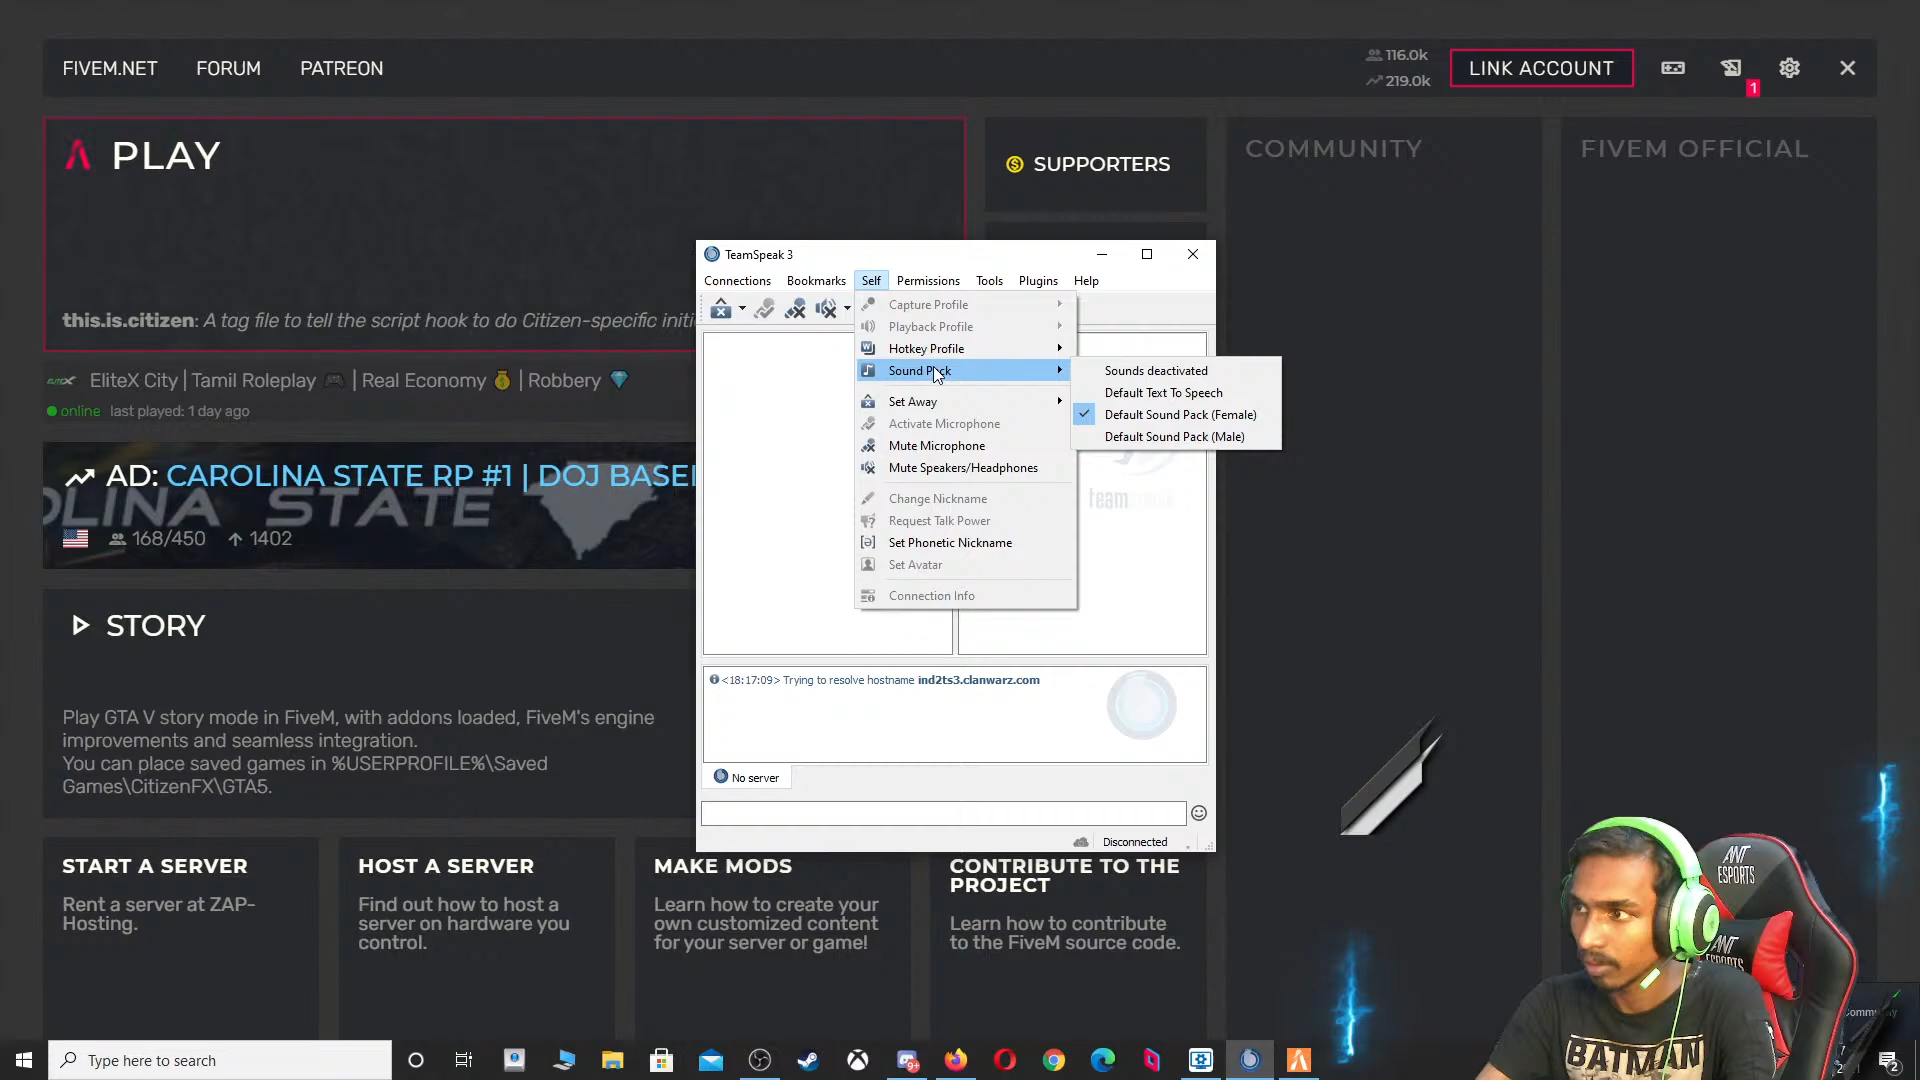 FIVEM.NET FORUM PATREON
116.0k
219.0k
LINK ACCOUNT
1
PLAY
this.is.citizen: A tag file to tell the script hook to do Citizen-specific initi
EliteX City | Tamil Roleplay 🎮 | Real Economy 💰 | Robbery 💎
online last played: 1 day ago
AD: CAROLINA STATE RP #1 | DOJ BASE
LINA STATE
168/450 1402
STORY
Play GTA V story mode in FiveM, with addons loaded, FiveM's engine
improvements and seamless integration.
You can place saved games in %USERPROFILE%\Saved
Games\CitizenFX\GTA5.
START A SERVER
Rent a server at ZAP-
Hosting.
HOST A SERVER
Find out how to host a
server on hardware you
control.
MAKE MODS
Learn how to create your
own customized content
for your server or game!
CONTRIBUTE TO THE
PROJECT
Learn how to contribute
to the FiveM source code.
SUPPORTERS
COMMUNITY
FIVEM OFFICIAL
TeamSpeak 3
Connections Bookmarks Self Permissions Tools Plugins Help
Capture Profile
Playback Profile
Hotkey Profile
Sound Pack
Set Away
Activate Microphone
Mute Microphone
Mute Speakers/Headphones
Change Nickname
Request Talk Power
Set Phonetic Nickname
Set Avatar
Connection Info
Sounds deactivated
Default Text To Speech
Default Sound Pack (Female)
Default Sound Pack (Male)
<18:17:09> Trying to resolve hostname ind2ts3.clanwarz.com
No server
Disconnected
ANT
ESPORTS
ANT
ESPORTS
BATMAN
Type here to search
9+
2